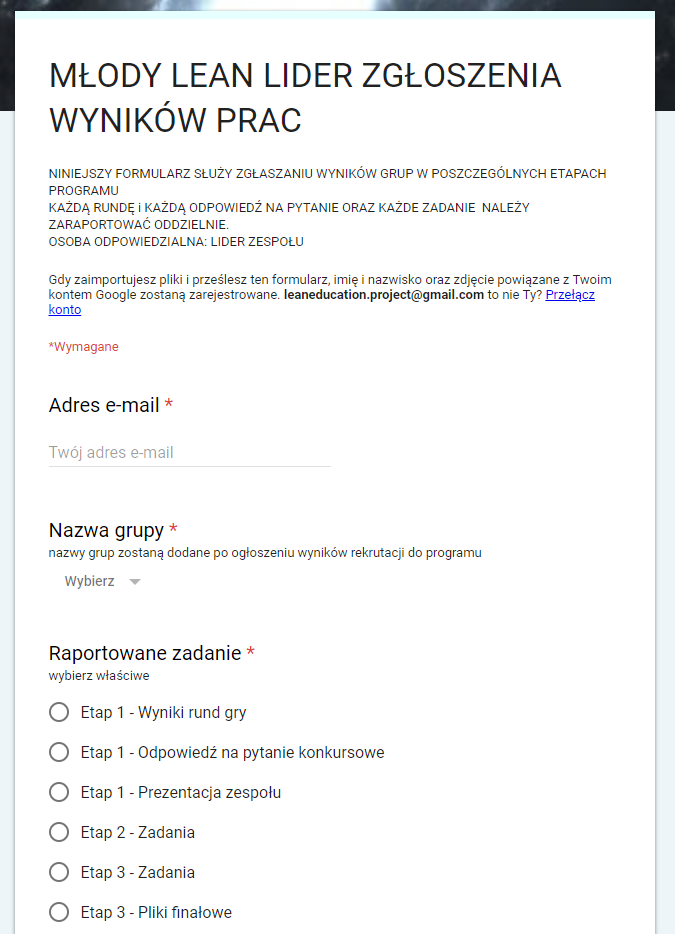 MŁODY LEAN LIDER ZGŁOSZENIA
WYNIKÓW PRAC
NINIEJSZY FORMULARZ SŁUŻY ZGŁASZANIU WYNIKÓW GRUP W POSZCZEGÓLNYCH ETAPACH
PROGRAMU
KAŻDĄ RUNDĘ i KAŻDĄ ODPOWIEDŹ NA PYTANIE ORAZ KAŻDE ZADANIE  NALEŻY
ZARAPORTOWAĆ ODDZIELNIE.
OSOBA ODPOWIEDZIALNA: LIDER ZESPOŁU
Gdy zaimportujesz pliki i prześlesz ten formularz, imię i nazwisko oraz zdjęcie powiązane z Twoim
kontem Google zostaną zarejestrowane. leaneducation.project@gmail.com to nie Ty? Przełącz
konto
*Wymagane
Adres e-mail *
Twój adres e-mail
Nazwa grupy *
nazwy grup zostaną dodane po ogłoszeniu wyników rekrutacji do programu
Wybierz
Raportowane zadanie *
wybierz właściwe
Etap 1 - Wyniki rund gry
Etap 1 - Odpowiedź na pytanie konkursowe
Etap 1 - Prezentacja zespołu
Etap 2 - Zadania
Etap 3 - Zadania
Etap 3 - Pliki finałowe